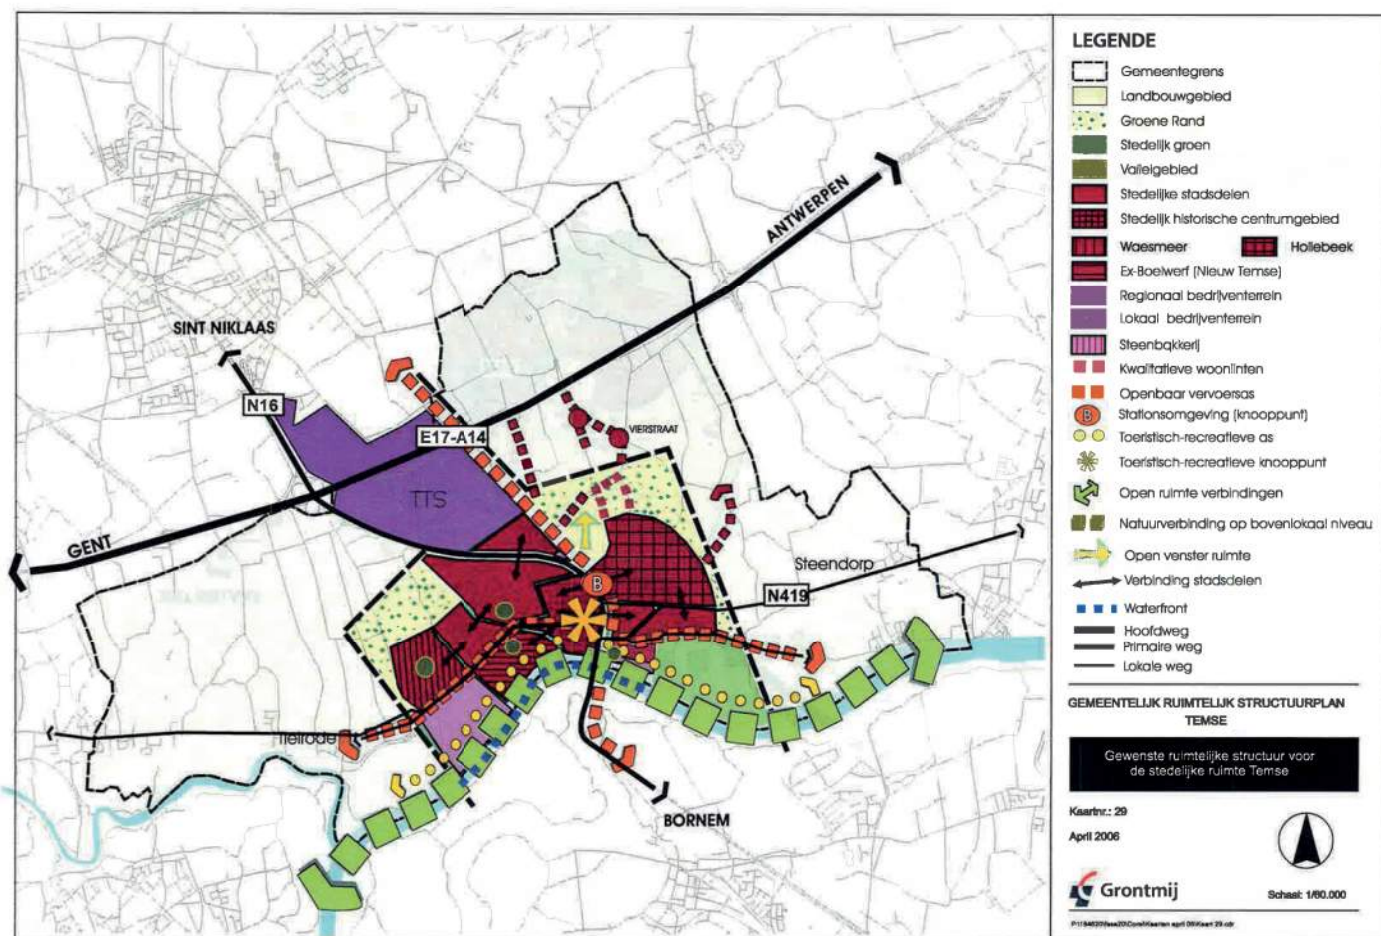 SINT NIKLAAS
N16
E17-A14
ANTWERPEN
VIERSTRAAT
TTS
GENT
Steendorp
N419
B
Tielrode
BORNEM
LEGENDE
Gemeentegrens
Landbouwgebied
Groene Rand
Stedelijk groen
Valleigebied
Stedelijke stadsdelen
Stedelijk historische centrumgebied
Waesmeer Hollebeek
Ex-Boelwerf (Nieuw Temse)
Regionaal bedrijventerrein
Lokaal bedrijventerrein
Steenbakkerij
Kwalitatieve woonlinten
Openbaar vervoersas
B Stationsomgeving (knooppunt)
Toeristisch-recreatieve as
Toeristisch-recreatieve knooppunt
Open ruimte verbindingen
Natuurverbinding op bovenlokaal niveau
Open venster ruimte
Verbinding stadsdelen
Waterfront
Hoofdweg
Primaire weg
Lokale weg
GEMEENTELIJK RUIMTELIJK STRUCTUURPLAN
TEMSE
Gewenste ruimtelijke structuur voor
de stedelijke ruimte Temse
Kaartnr.: 29
April 2006
Grontmij
Schaal: 1/60.000